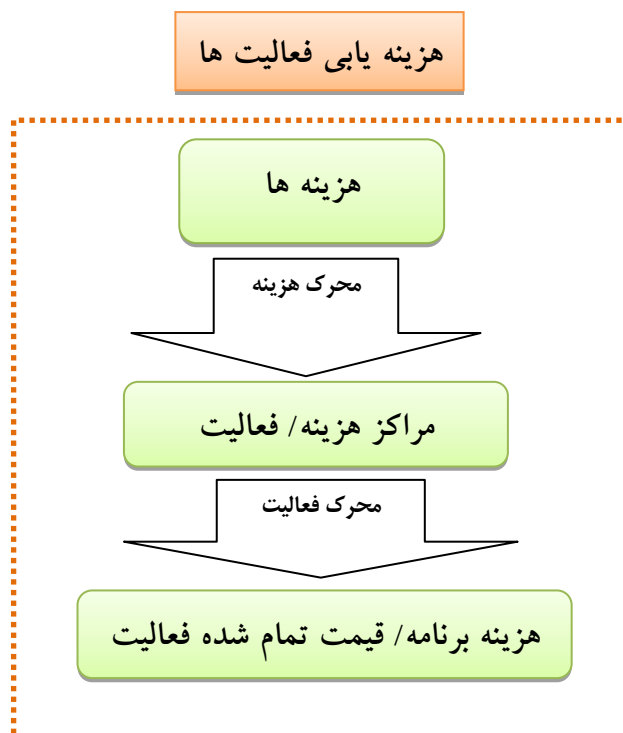 هزینه یابی فعالیت ها
هزینه ها
محرک هزینه
مراکز هزینه/ فعالیت
محرک فعالیت
هزینه برنامه/ قیمت تمام شده فعالیت